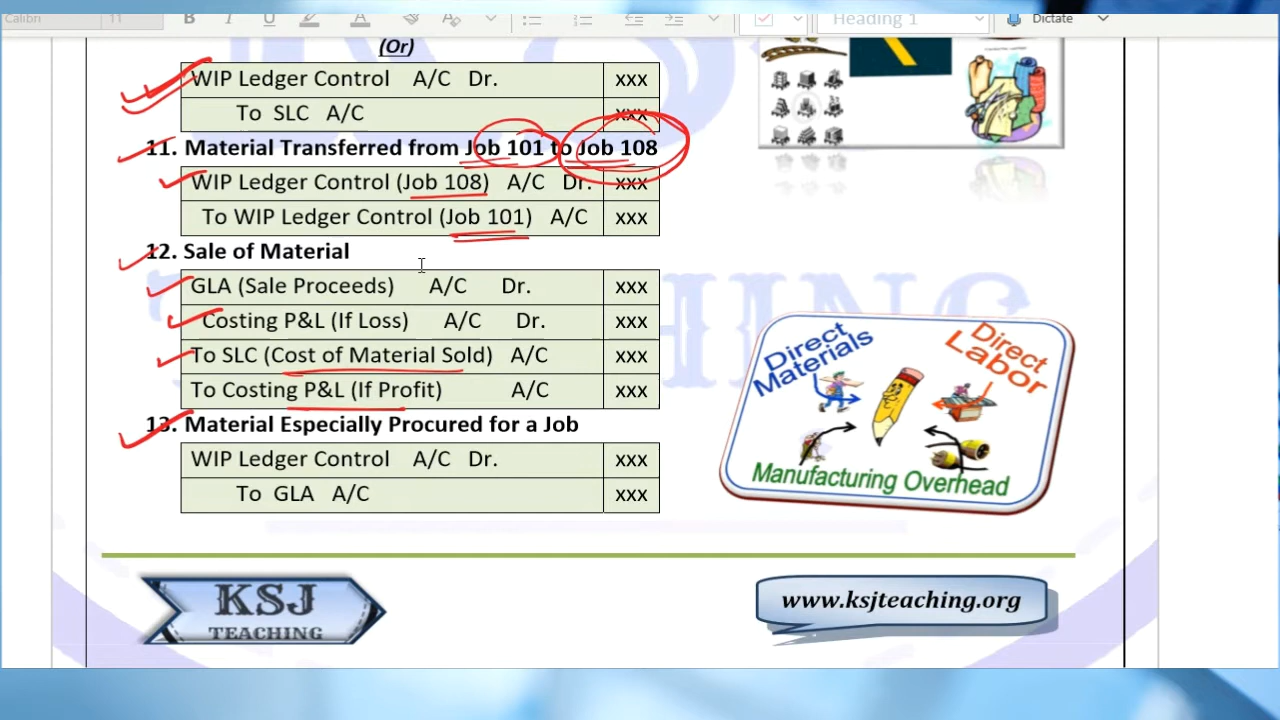 Calibri 11 B I U A Heading 1 Dictate
(Or)
WIP Ledger Control A/C Dr. xxx
To SLC A/C xxx
11. Material Transferred from Job 101 to Job 108
WIP Ledger Control (Job 108) A/C Dr. xxx
To WIP Ledger Control (Job 101) A/C xxx
12. Sale of Material
GLA (Sale Proceeds) A/C Dr. xxx
Costing P&L (If Loss) A/C Dr. xxx
To SLC (Cost of Material Sold) A/C xxx
To Costing P&L (If Profit) A/C xxx
13. Material Especially Procured for a Job
WIP Ledger Control A/C Dr. xxx
To GLA A/C xxx
Direct Materials
Direct Labor
Manufacturing Overhead
KSJ
TEACHING
www.ksjteaching.org